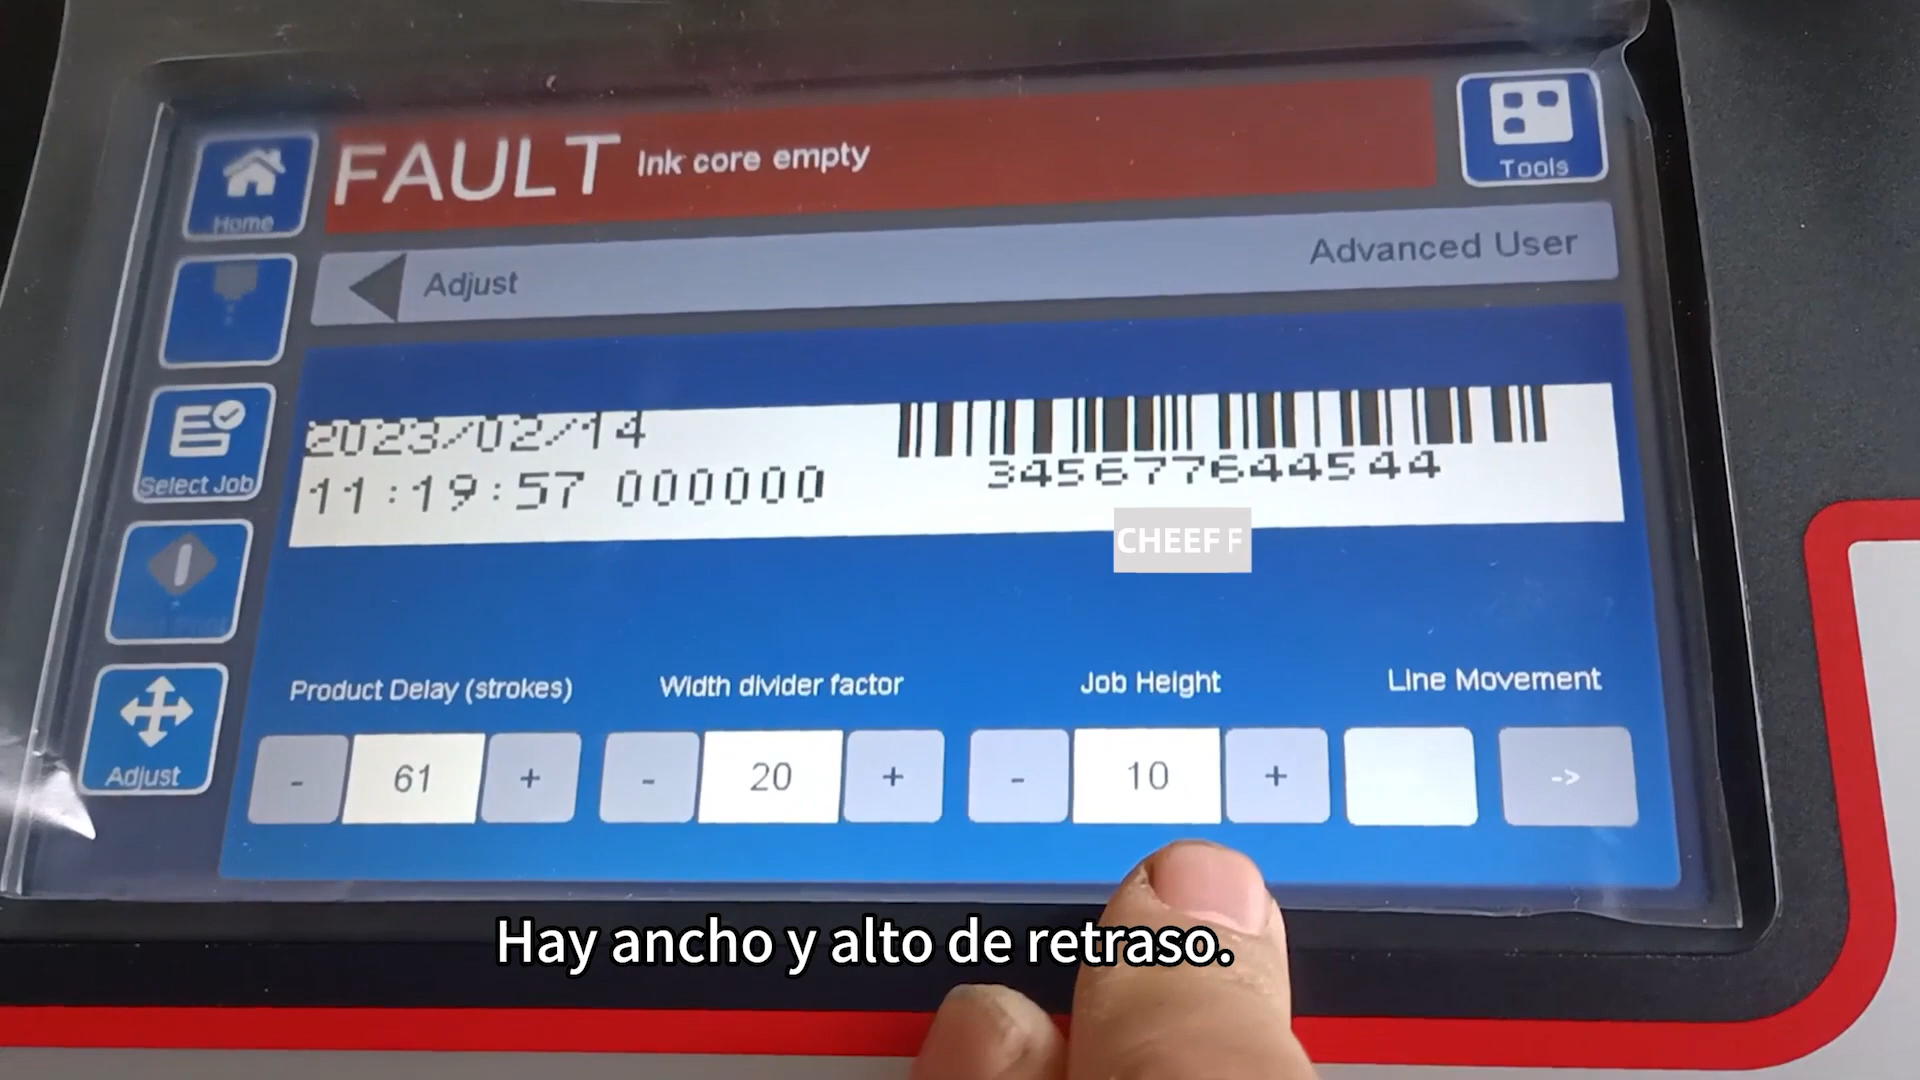 FAULT Ink core empty
Tools
Home
Adjust
Advanced User
2023/02/14
11:19:57 000000
345677644544
CHEEF F
Select Job
Product Delay (strokes)
Width divider factor
Job Height
Line Movement
- 61 +
- 20 +
- 10 +
->
Adjust
Hay ancho y alto de retraso.